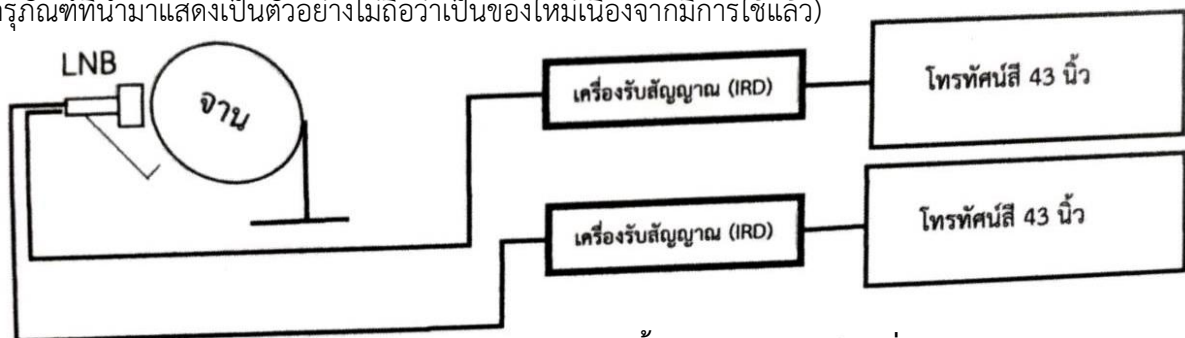 รุภัณฑ์ที่นำมาแสดงเป็นตัวอย่างไม่ถือว่าเป็นของใหม่เนื่องจากมีการใช้แล้ว)
LNB
จาน
เครื่องรับสัญญาณ (IRD)
โทรทัศน์สี 43 นิ้ว
เครื่องรับสัญญาณ (IRD)
โทรทัศน์สี 43 นิ้ว